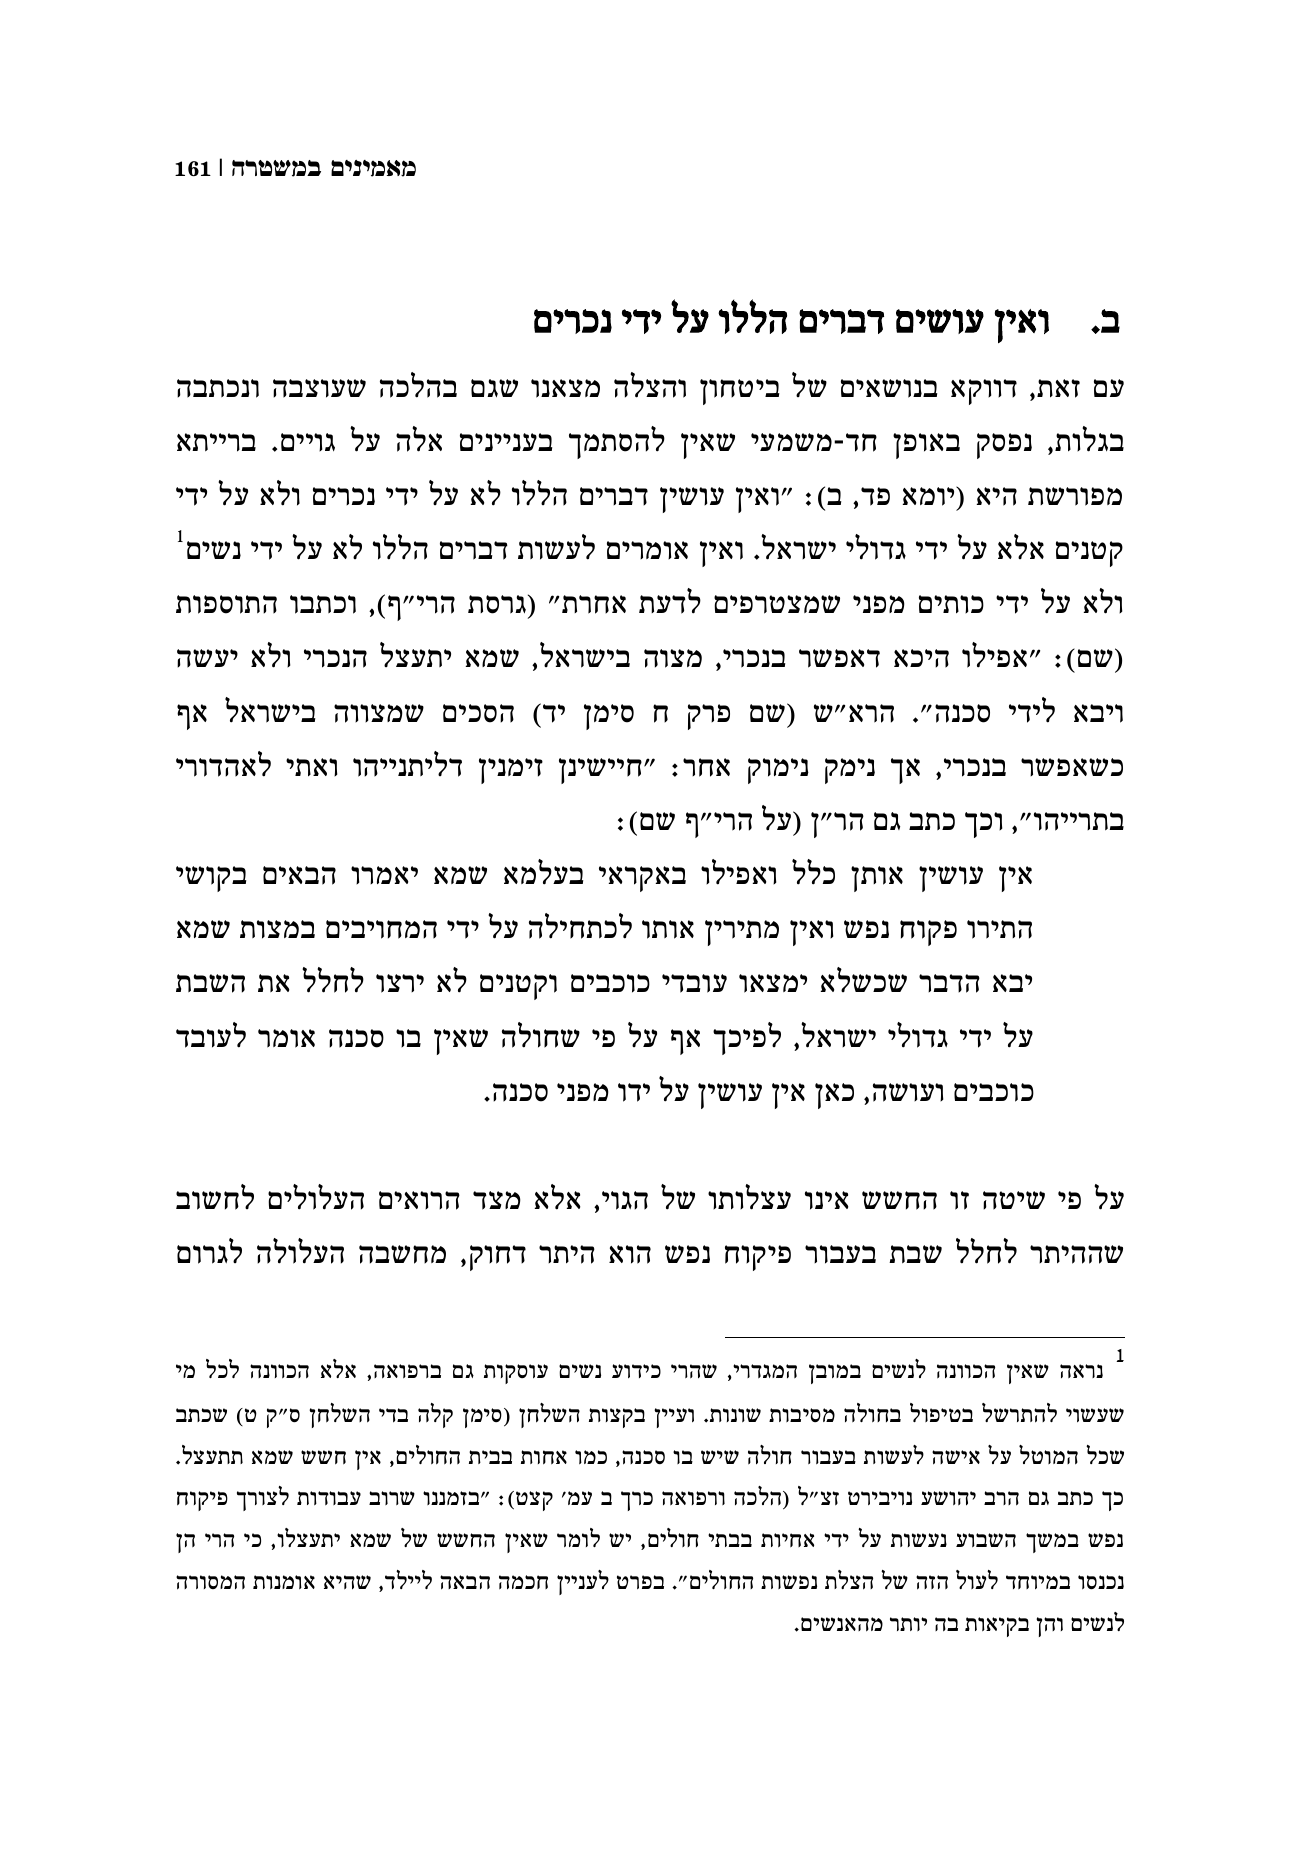 מאמינים במשטרה | 161
ב. ואין עושים דברים הללו על ידי נכרים
עם זאת, דווקא בנושאים של ביטחון והצלה מצאנו שגם בהלכה שעוצבה ונכתבה
בגלות, נפסק באופן חד-משמעי שאין להסתמך בעניינים אלה על גויים. ברייתא
מפורשת היא (יומא פד, ב): ״ואין עושין דברים הללו לא על ידי נכרים ולא על ידי
קטנים אלא על ידי גדולי ישראל. ואין אומרים לעשות דברים הללו לא על ידי נשים1
ולא על ידי כותים מפני שמצטרפים לדעת אחרת״ (גרסת הרי״ף), וכתבו התוספות
(שם): ״אפילו היכא דאפשר בנכרי, מצוה בישראל, שמא יתעצל הנכרי ולא יעשה
ויבא לידי סכנה״. הרא״ש (שם פרק ח סימן יד) הסכים שמצווה בישראל אף
כשאפשר בנכרי, אך נימק נימוק אחר: ״חיישינן זימנין דליתנייהו ואתי לאהדורי
בתרייהו״, וכך כתב גם הר״ן (על הרי״ף שם):
אין עושין אותן כלל ואפילו באקראי בעלמא שמא יאמרו הבאים בקושי
התירו פקוח נפש ואין מתירין אותו לכתחילה על ידי המחויבים במצות שמא
יבא הדבר שכשלא ימצאו עובדי כוכבים וקטנים לא ירצו לחלל את השבת
על ידי גדולי ישראל, לפיכך אף על פי שחולה שאין בו סכנה אומר לעובד
כוכבים ועושה, כאן אין עושין על ידו מפני סכנה.
על פי שיטה זו החשש אינו עצלותו של הגוי, אלא מצד הרואים העלולים לחשוב
שההיתר לחלל שבת בעבור פיקוח נפש הוא היתר דחוק, מחשבה העלולה לגרום
1 נראה שאין הכוונה לנשים במובן המגדרי, שהרי כידוע נשים עוסקות גם ברפואה, אלא הכוונה לכל מי
שעשוי להתרשל בטיפול בחולה מסיבות שונות. ועיין בקצות השלחן (סימן קלה בדי השלחן ס״ק ט) שכתב
שכל המוטל על אישה לעשות בעבור חולה שיש בו סכנה, כמו אחות בבית החולים, אין חשש שמא תתעצל.
כך כתב גם הרב יהושע נויבירט זצ״ל (הלכה ורפואה כרך ב עמ׳ קצט): ״בזמננו שרוב עבודות לצורך פיקוח
נפש במשך השבוע נעשות על ידי אחיות בבתי חולים, יש לומר שאין החשש של שמא יתעצלו, כי הרי הן
נכנסו במיוחד לעול הזה של הצלת נפשות החולים״. בפרט לעניין חכמה הבאה ליילד, שהיא אומנות המסורה
לנשים והן בקיאות בה יותר מהאנשים.